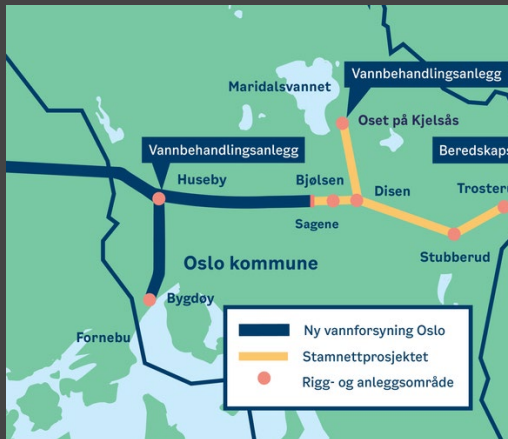 Vannbehandlingsanlegg
Maridalsvannet
Oset på Kjelsås
Vannbehandlingsanlegg
Huseby
Bjølsen
Disen
Sagene
Stubberud
Oslo kommune
Bygdøy
Fornebu
Ny vannforsyning Oslo
Stamnettprosjektet
Rigg- og anleggsområde